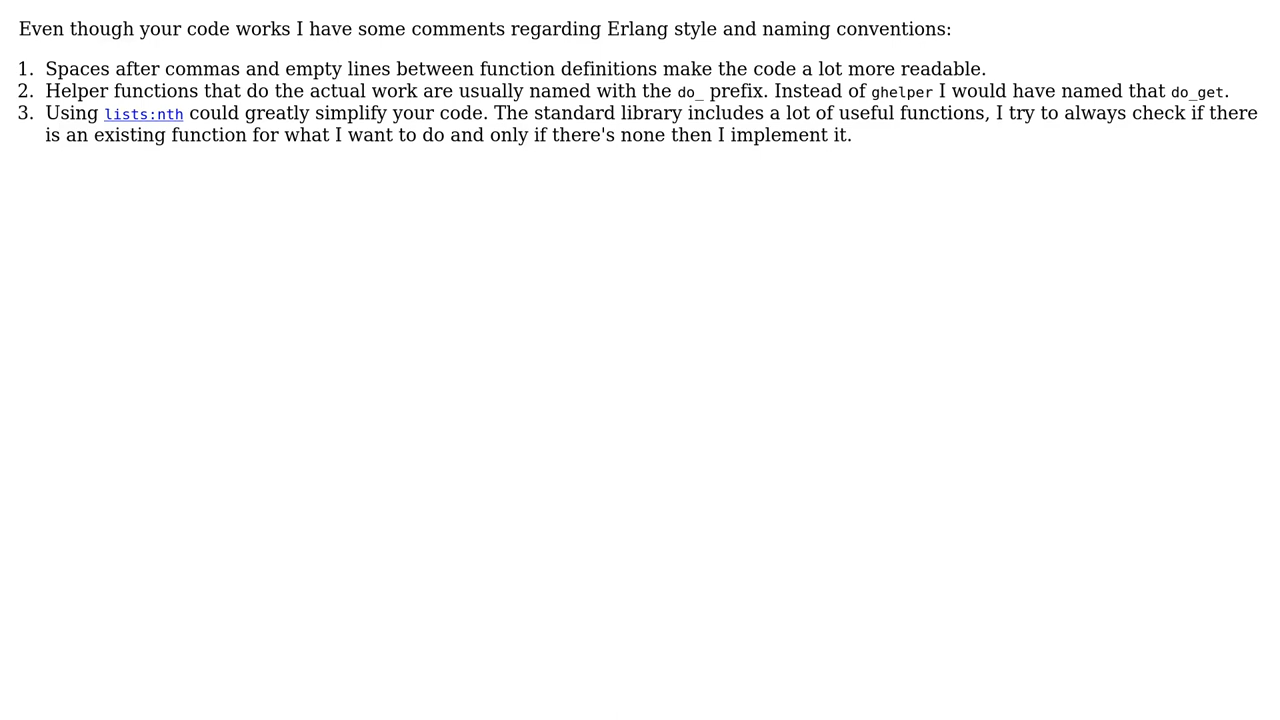 Even though your code works I have some comments regarding Erlang style and naming conventions:
1. Spaces after commas and empty lines between function definitions make the code a lot more readable.
2. Helper functions that do the actual work are usually named with the do_ prefix. Instead of ghelper I would have named that do_get.
3. Using lists:nth could greatly simplify your code. The standard library includes a lot of useful functions, I try to always check if there
is an existing function for what I want to do and only if there's none then I implement it.